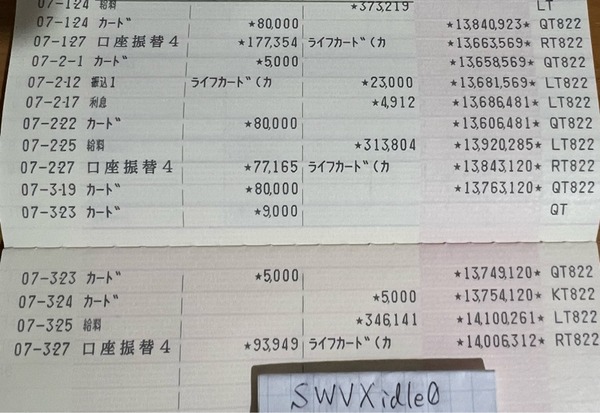 07-1-24 給料 ★373,219 LT
07-1-24 カード ★80,000 ★13,840,923★ QT822
07-1-27 口座振替4 ★177,354 ライフカード(カ ★13,663,569★ RT822
07-2-1 カード ★5000 ★13,658,569★ QT822
07-2-12 振込1 ライフカード(カ ★23,000 ★13,681,569★ LT822
07-2-17 利息 ★4,912 ★13,686,481★ LT822
07-2-22 カード ★80,000 ★13,606,481★ QT822
07-2-25 給料 ★313,804 ★13,920,285★ LT822
07-2-27 口座振替4 ★77,165 ライフカード(カ ★13,843,120★ RT822
07-3-19 カード ★80,000 ★13,763,120★ QT822
07-3-23 カード ★9,000 QT
07-3-23 カード ★5,000 ★13,749,120★ QT822
07-3-24 カード ★5,000 ★13,754,120★ KT822
07-3-25 給料 ★346,141 ★14,100,261★ LT822
07-3-27 口座振替4 ★93,949 ライフカード(カ ★14,006,312★ RT822
SWVXidle0